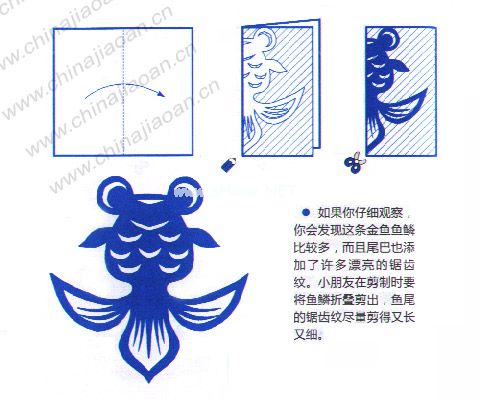 www.chinajiaoan.cn
www.chinajiaoan.cn
www.chinajiaoan.cn
● 如果你仔细观察，
你会发现这条金鱼鱼鳞
比较多，而且尾巴也添
加了许多漂亮的锯齿
纹。小朋友在剪制时要
将鱼鳞折叠剪出，鱼尾
的锯齿纹尽量剪得又长
又细。